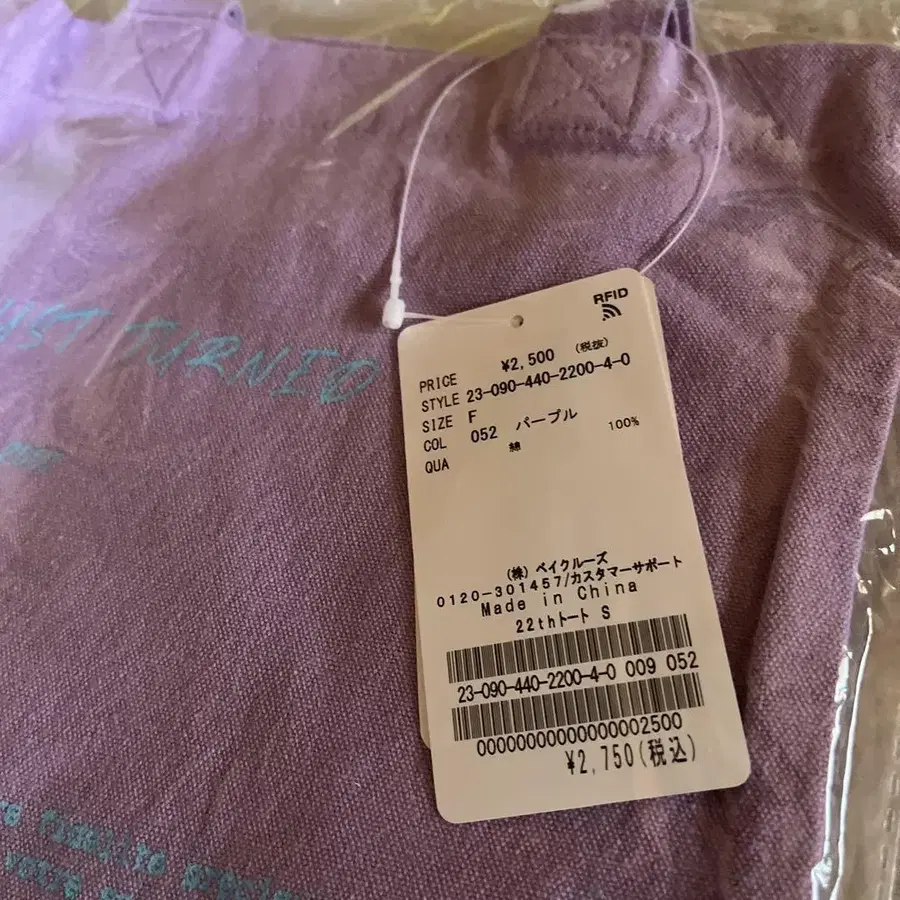 UST TURNED
RFID
PRICE ¥2,500 (税抜)
STYLE 23-090-440-2200-4-0
SIZE F
COL 052 パープル
QUA 綿 100%
(株) ベイクルーズ
0120-301457/カスタマーサポート
Made in China
22thトート S
23-090-440-2200-4-0 009 052
00000000000000002500
¥2,750(税込)